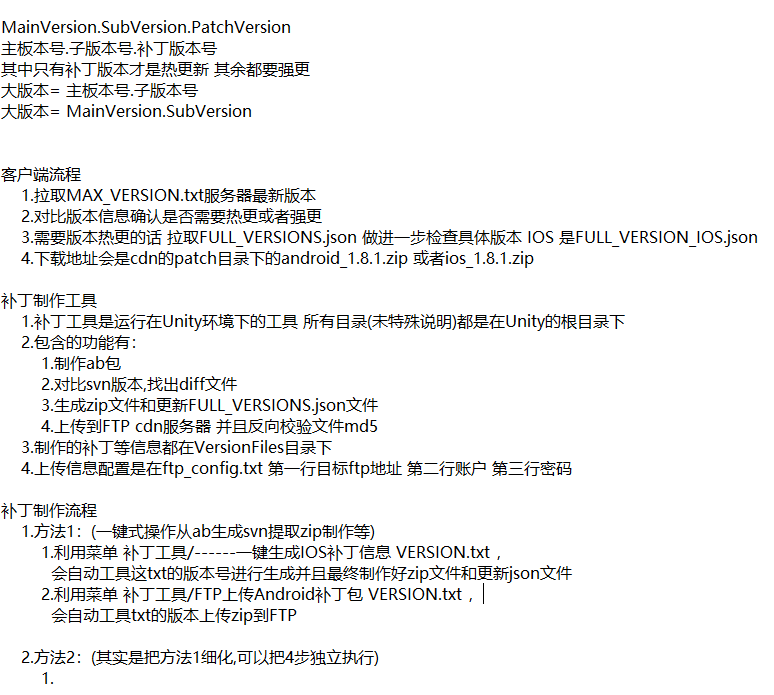 MainVersion.SubVersion.PatchVersion
主板本号.子版本号.补丁版本号
其中只有补丁版本才是热更新 其余都要强更
大版本= 主板本号.子版本号
大版本= MainVersion.SubVersion
客户端流程
1.拉取MAX_VERSION.txt服务器最新版本
2.对比版本信息确认是否需要热更或者强更
3.需要版本热更的话 拉取FULL_VERSIONS.json 做进一步检查具体版本 IOS 是FULL_VERSION_IOS.json
4.下载地址会是cdn的patch目录下的android_1.8.1.zip 或者ios_1.8.1.zip
补丁制作工具
1.补丁工具是运行在Unity环境下的工具 所有目录(未特殊说明)都是在Unity的根目录下
2.包含的功能有：
1.制作ab包
2.对比svn版本,找出diff文件
3.生成zip文件和更新FULL_VERSIONS.json文件
4.上传到FTP cdn服务器 并且反向校验文件md5
3.制作的补丁等信息都在VersionFiles目录下
4.上传信息配置是在ftp_config.txt 第一行目标ftp地址 第二行账户 第三行密码
补丁制作流程
1.方法1：(一键式操作从ab生成svn提取zip制作等)
1.利用菜单 补丁工具/------一键生成IOS补丁信息 VERSION.txt，
会自动工具这txt的版本号进行生成并且最终制作好zip文件和更新json文件
2.利用菜单 补丁工具/FTP上传Android补丁包 VERSION.txt，
会自动工具txt的版本上传zip到FTP
2.方法2：(其实是把方法1细化,可以把4步独立执行)
1.